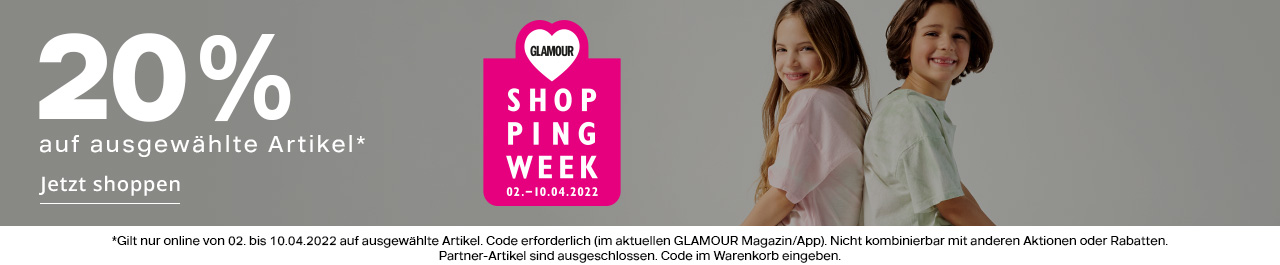 20%
auf ausgewählte Artikel*
Jetzt shoppen
GLAMOUR
SHOP
PING
WEEK
02.–10.04.2022
*Gilt nur online von 02. bis 10.04.2022 auf ausgewählte Artikel. Code erforderlich (im aktuellen GLAMOUR Magazin/App). Nicht kombinierbar mit anderen Aktionen oder Rabatten.
Partner-Artikel sind ausgeschlossen. Code im Warenkorb eingeben.